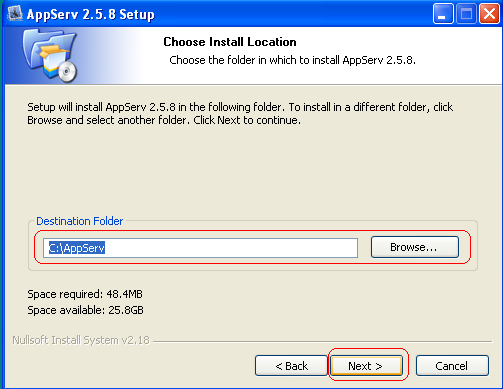 AppServ 2.5.8 Setup
Choose Install Location
Choose the folder in which to install AppServ 2.5.8.
Setup will install AppServ 2.5.8 in the following folder. To install in a different folder, click
Browse and select another folder. Click Next to continue.
Destination Folder
C:\AppServ
Browse...
Space required: 48.4MB
Space available: 25.8GB
Nullsoft Install System v2.18
< Back
Next >
Cancel